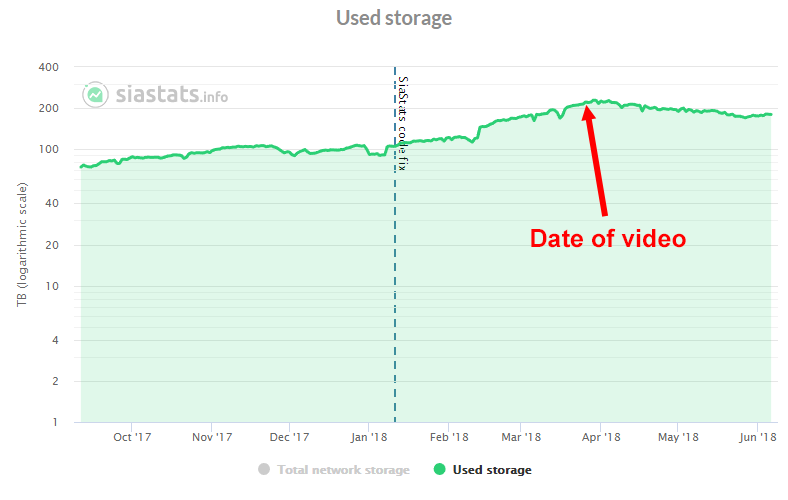 Used storage
siastats.info
TB (logarithmic scale)
400
200
100
40
20
10
4
2
1
SiaStats code fix
Date of video
Oct '17
Nov '17
Dec '17
Jan '18
Feb '18
Mar '18
Apr '18
May '18
Jun '18
Total network storage
Used storage